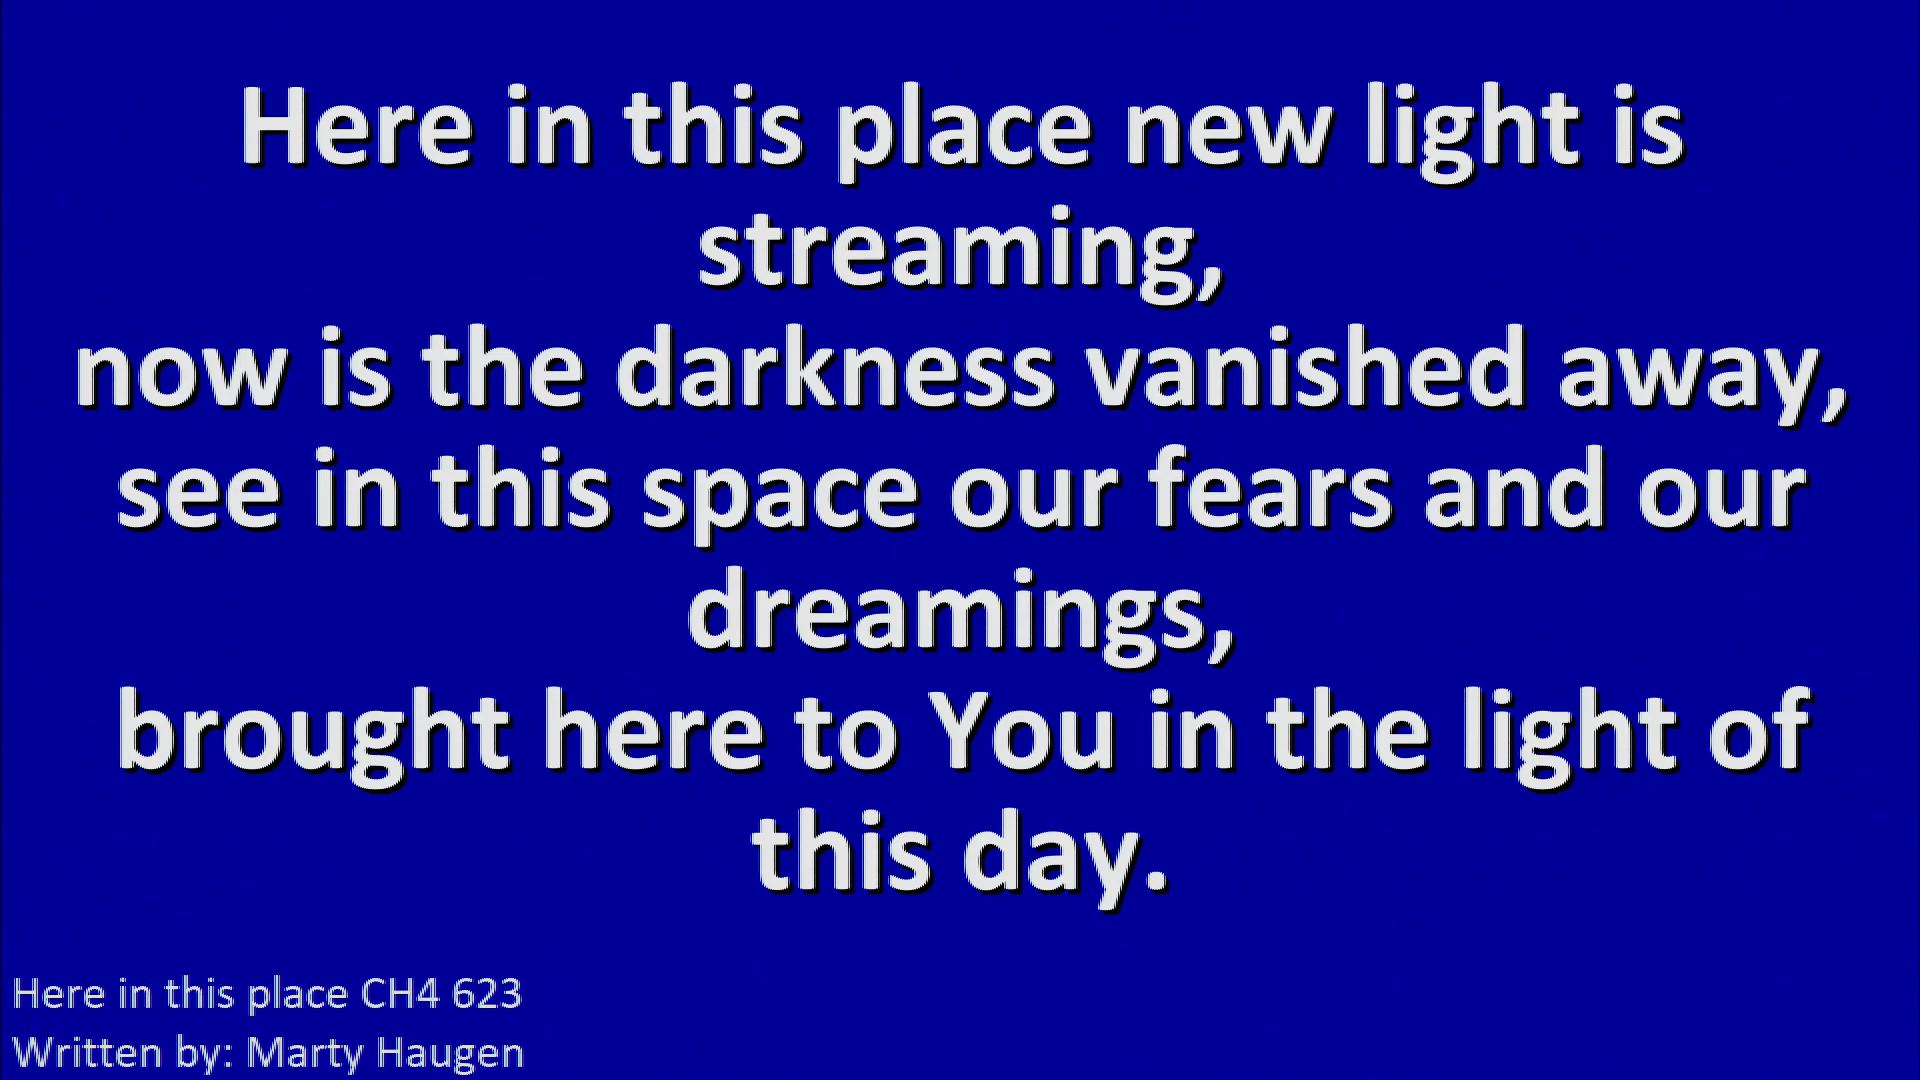 Here in this place new light is
streaming,
now is the darkness vanished away,
see in this space our fears and our
dreamings,
brought here to You in the light of
this day.
Here in this place CH4 623
Written by: Marty Haugen